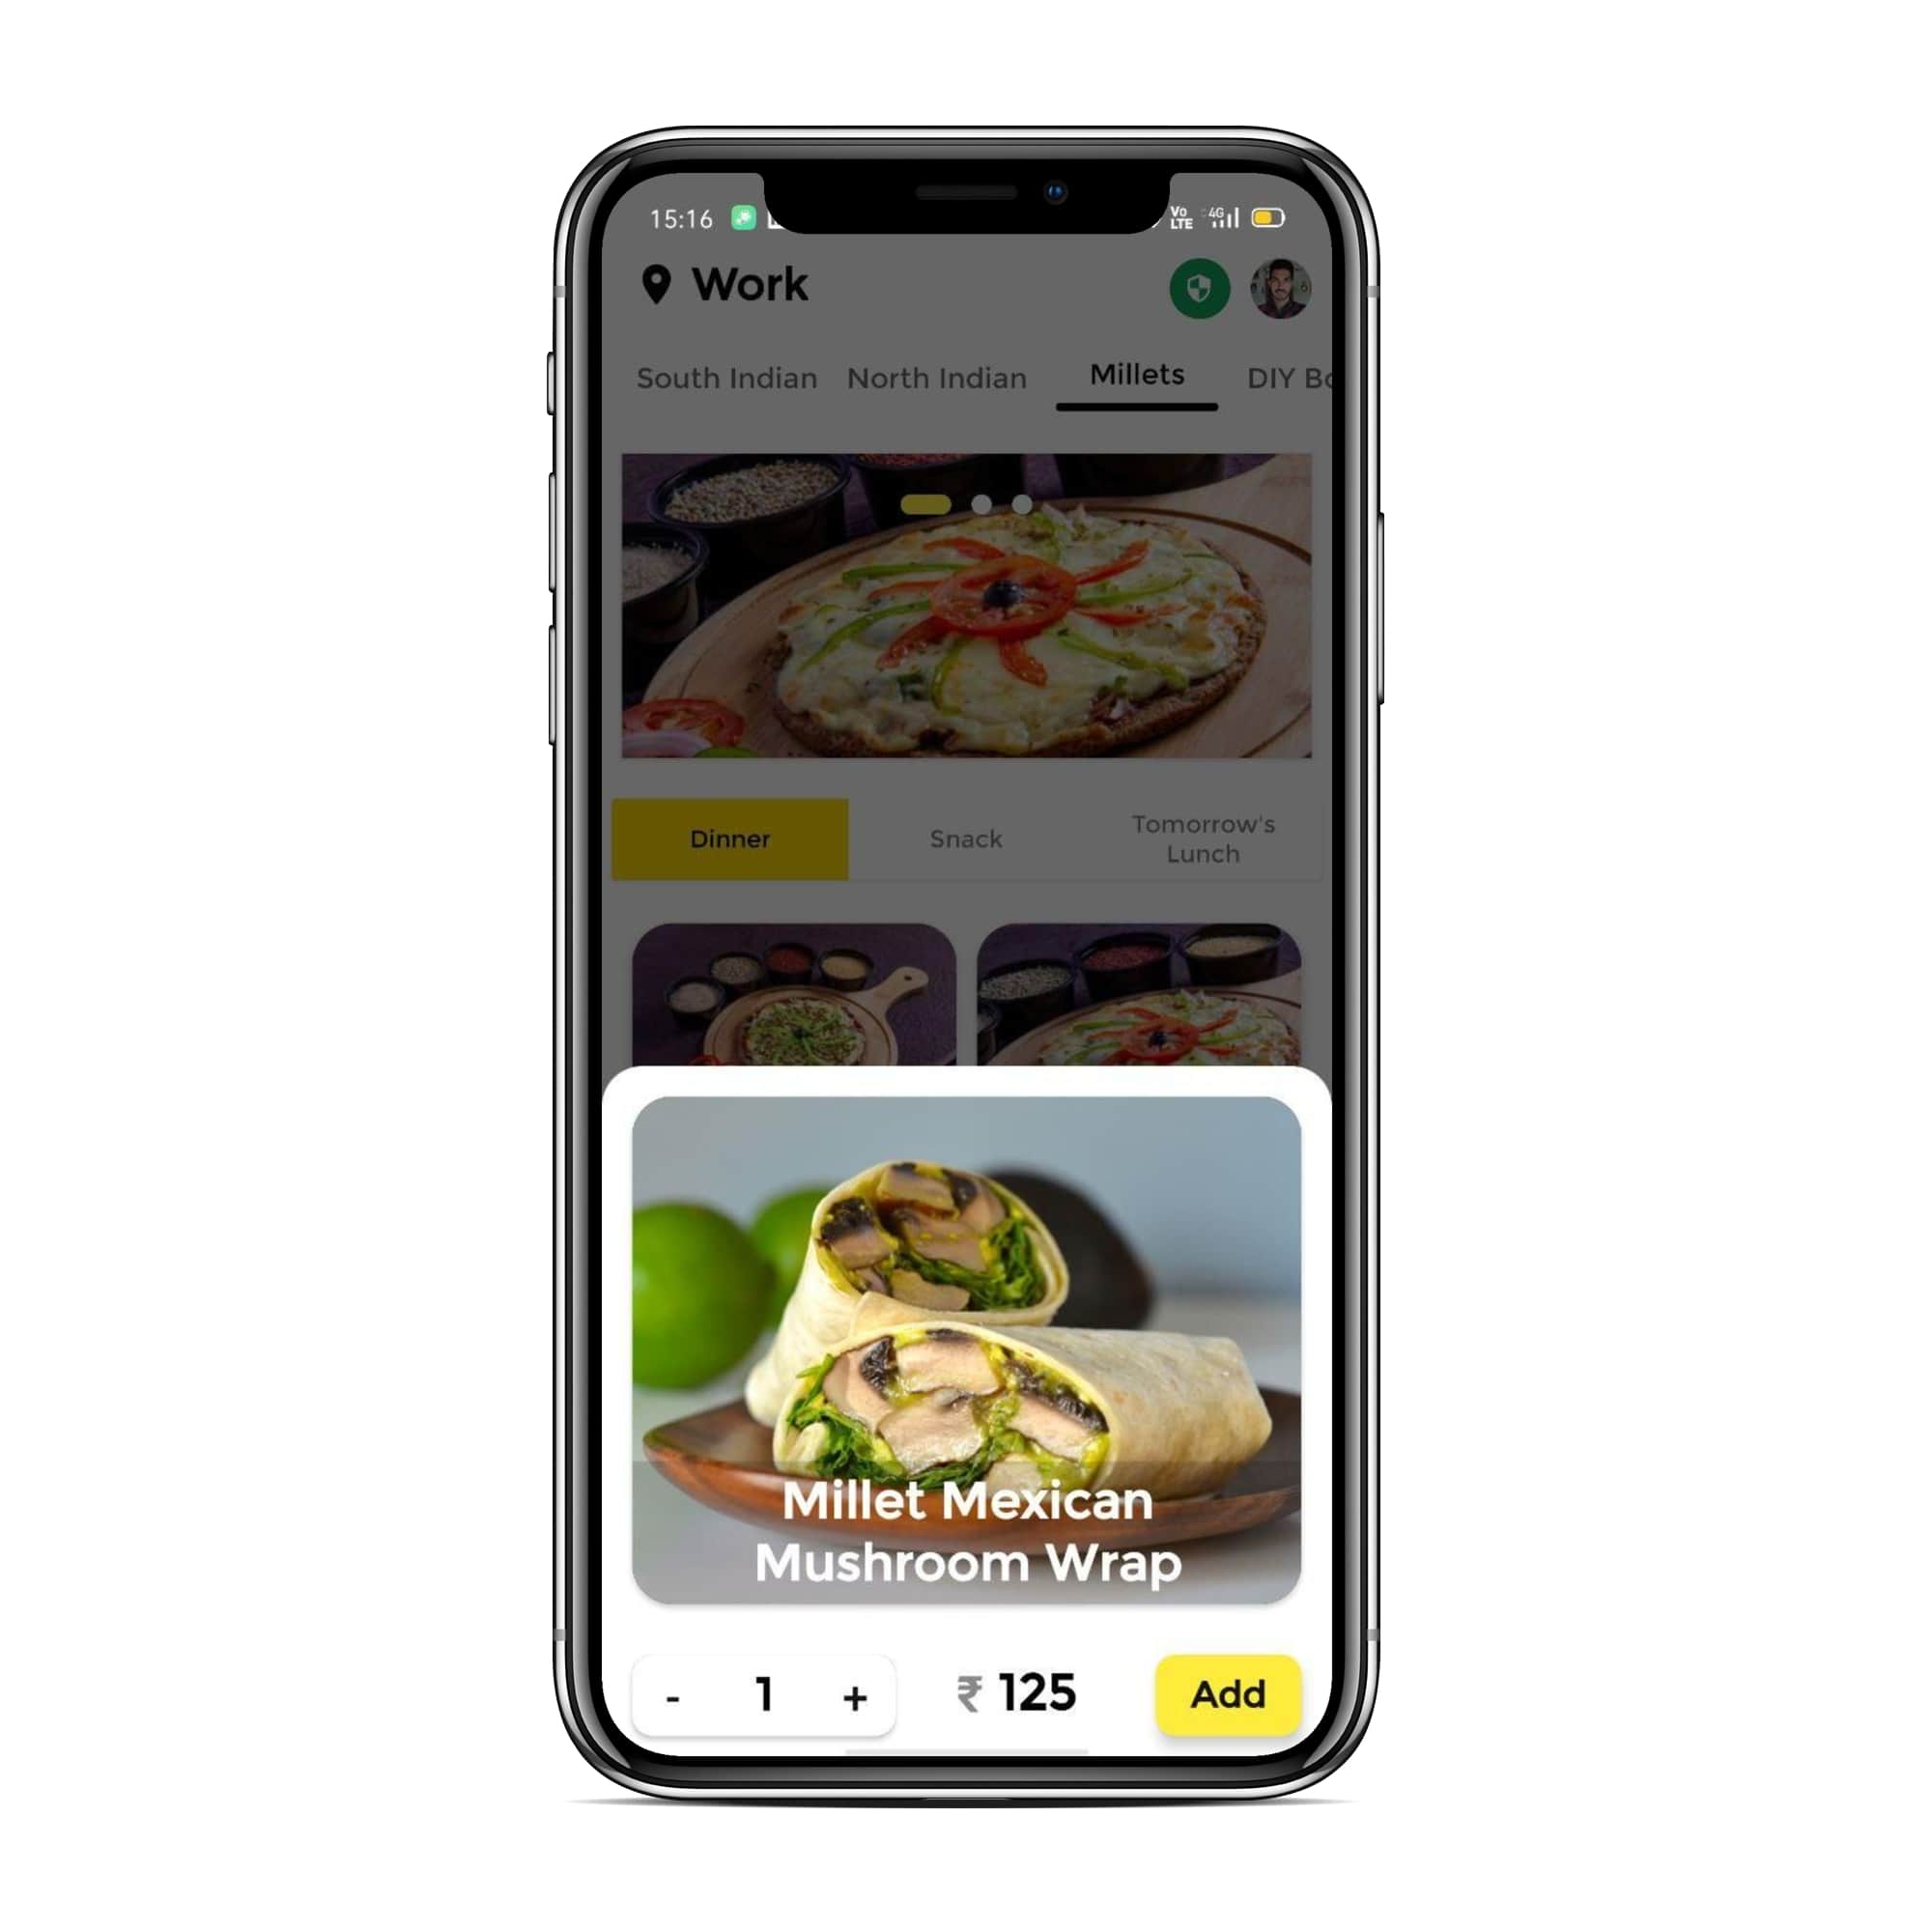 15:16
Vo
LTE
4G
Work
South Indian North Indian Millets DIY
Dinner Snack Tomorrow's
Lunch
Millet Mexican
Mushroom Wrap
- 1 + ₹ 125 Add